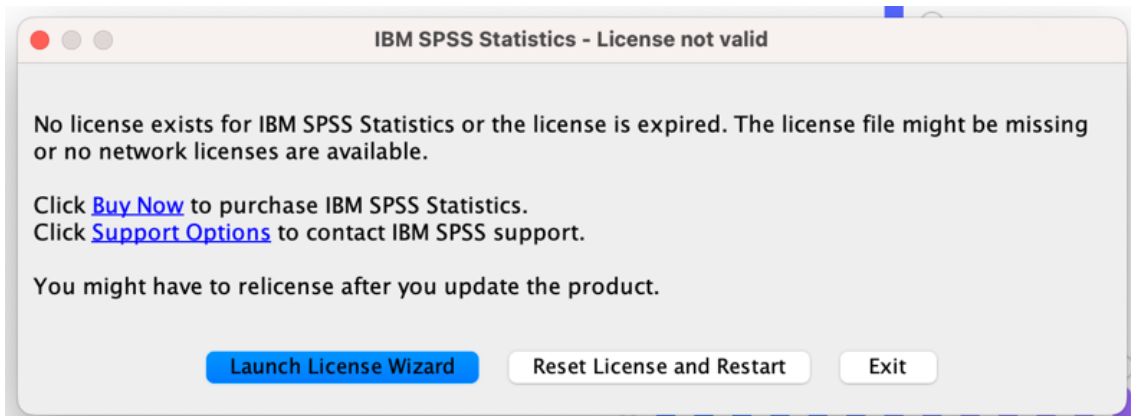 IBM SPSS Statistics - License not valid
No license exists for IBM SPSS Statistics or the license is expired. The license file might be missing
or no network licenses are available.
Click Buy Now to purchase IBM SPSS Statistics.
Click Support Options to contact IBM SPSS support.
You might have to relicense after you update the product.
Launch License Wizard Reset License and Restart Exit